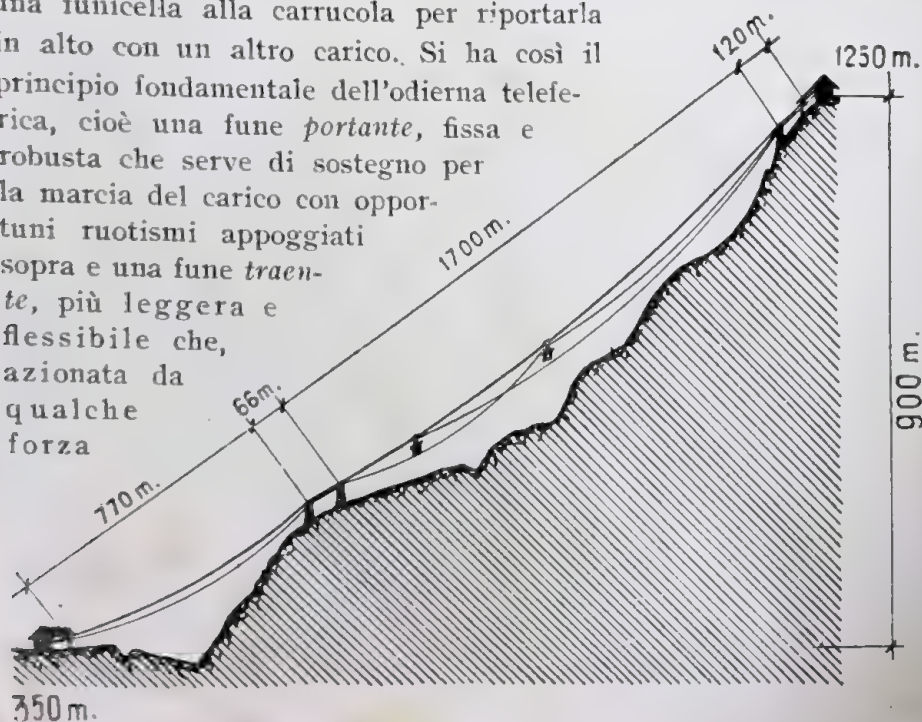 una funicella alla carrucola per riportarla
in alto con un altro carico. Si ha così il
principio fondamentale dell'odierna telefe-
rica, cioè una fune portante, fissa e
robusta che serve di sostegno per
la marcia del carico con oppor-
tuni ruotismi appoggiati
sopra e una fune traen-
te, più leggera e
flessibile che,
azionata da
qualche
forza
120 m.
1250 m.
1700 m.
66 m.
770 m.
900 m.
350 m.